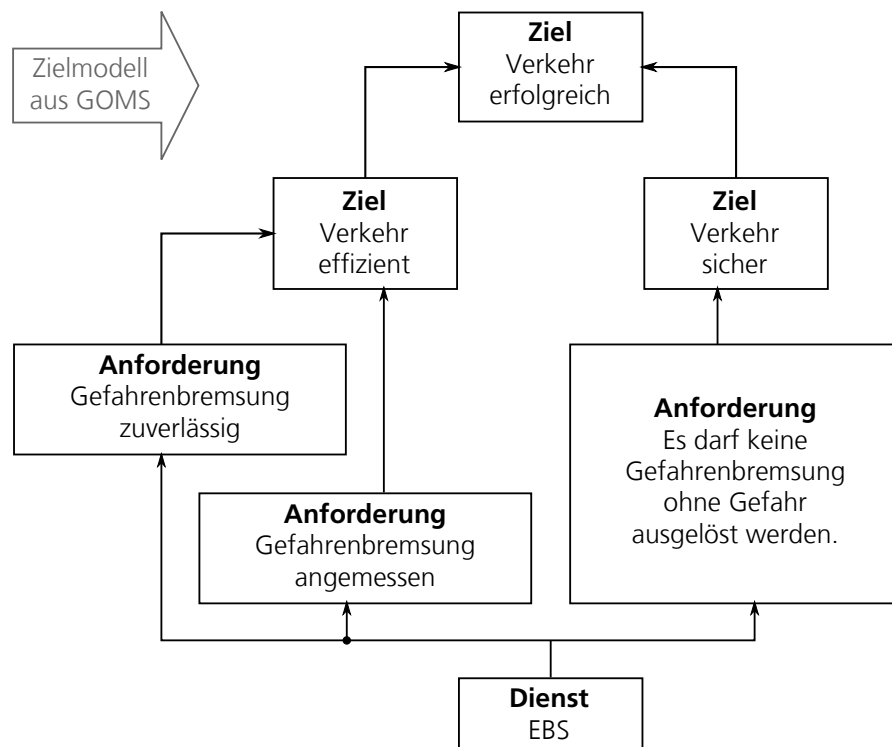 Zielmodell
aus GOMS
Ziel
Verkehr
erfolgreich
Ziel
Verkehr
effizient
Ziel
Verkehr
sicher
Anforderung
Gefahrenbremsung
zuverlässig
Anforderung
Es darf keine
Gefahrenbremsung
ohne Gefahr
ausgelöst werden.
Anforderung
Gefahrenbremsung
angemessen
Dienst
EBS